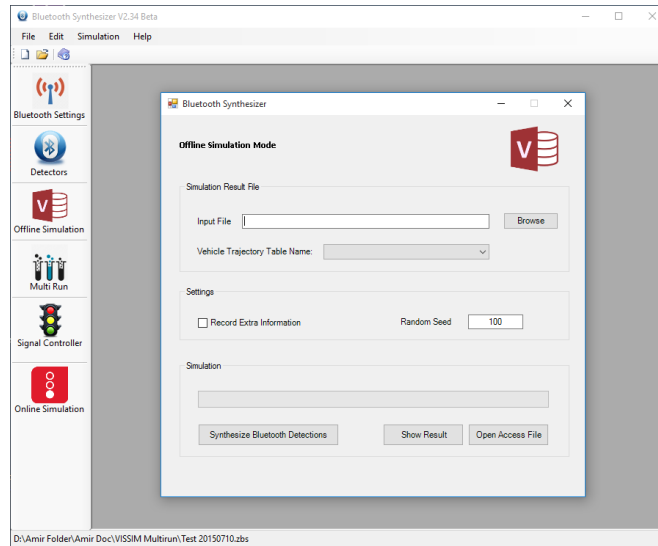 Bluetooth Synthesizer V2.34 Beta
File Edit Simulation Help
Bluetooth Settings
Detectors
V
Offline Simulation
Multi Run
Signal Controller
Online Simulation
Bluetooth Synthesizer
Offline Simulation Mode
V
Simulation Result File
Input File
Browse
Vehicle Trajectory Table Name:
Settings
Record Extra Information
Random Seed 100
Simulation
Synthesize Bluetooth Detections Show Result Open Access File
D:\Amir Folder\Amir Doc\VISSIM Multirun\Test 20150710.zbs